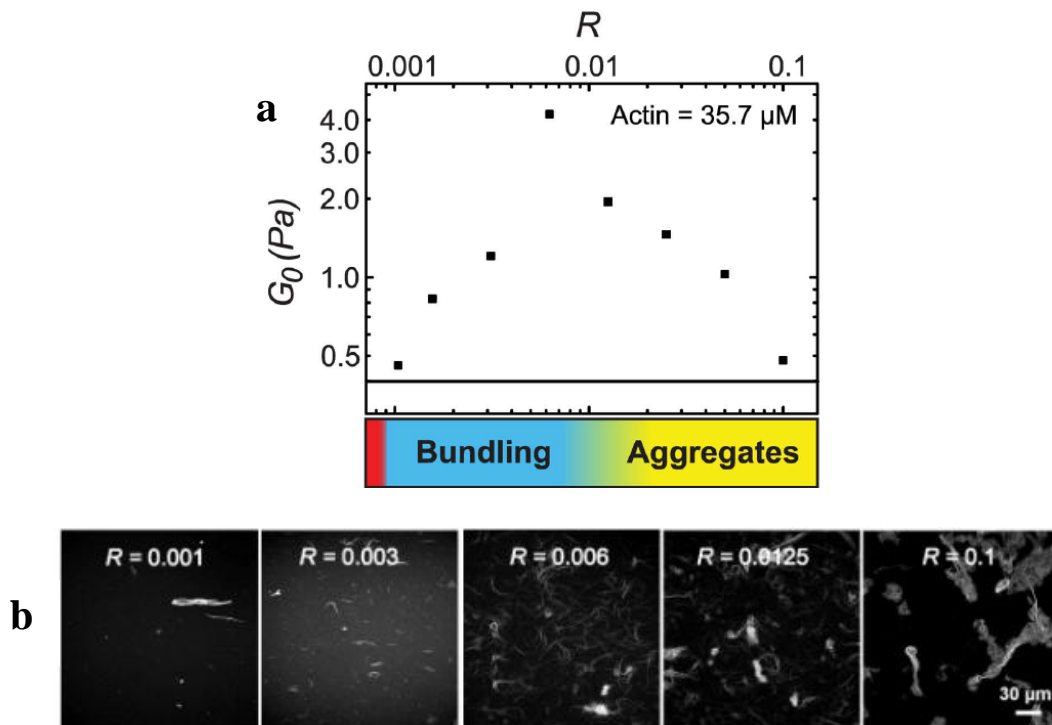 R
0.001 0.01 0.1
a
Actin = 35.7 µM
4.0
3.0
2.0
1.0
0.5
G₀ (Pa)
Bundling Aggregates
b
R = 0.001 R = 0.003 R = 0.006 R = 0.0125 R = 0.1
30 µm